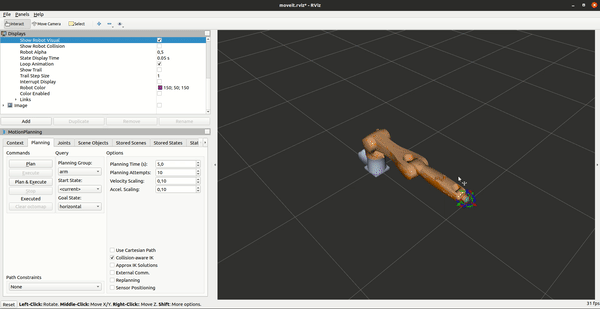 moveit.rviz* - RViz
File Panels Help
Interact Move Camera Select
Displays
Show Robot Visual
Show Robot Collision
Robot Alpha 0,5
State Display Time 0.05 s
Loop Animation
Show Trail
Trail Step Size 1
Interrupt Display
Robot Color 150; 50; 150
Color Enabled
Links
Image
Add Duplicate Remove Rename
MotionPlanning
Context Planning Joints Scene Objects Stored Scenes Stored States Stat
Commands Query Options
Plan Planning Group: Planning Time (s): 5,0
Execute arm Planning Attempts: 10
Plan & Execute Start State: Velocity Scaling: 0,10
Stop <current> Accel. Scaling: 0,10
Executed Goal State:
Clear octomap horizontal
Use Cartesian Path
Collision-aware IK
Approx IK Solutions
External Comm.
Path Constraints Replanning
None Sensor Positioning
Reset Left-Click: Rotate. Middle-Click: Move X/Y. Right-Click: Move Z. Shift: More options. 31 fps